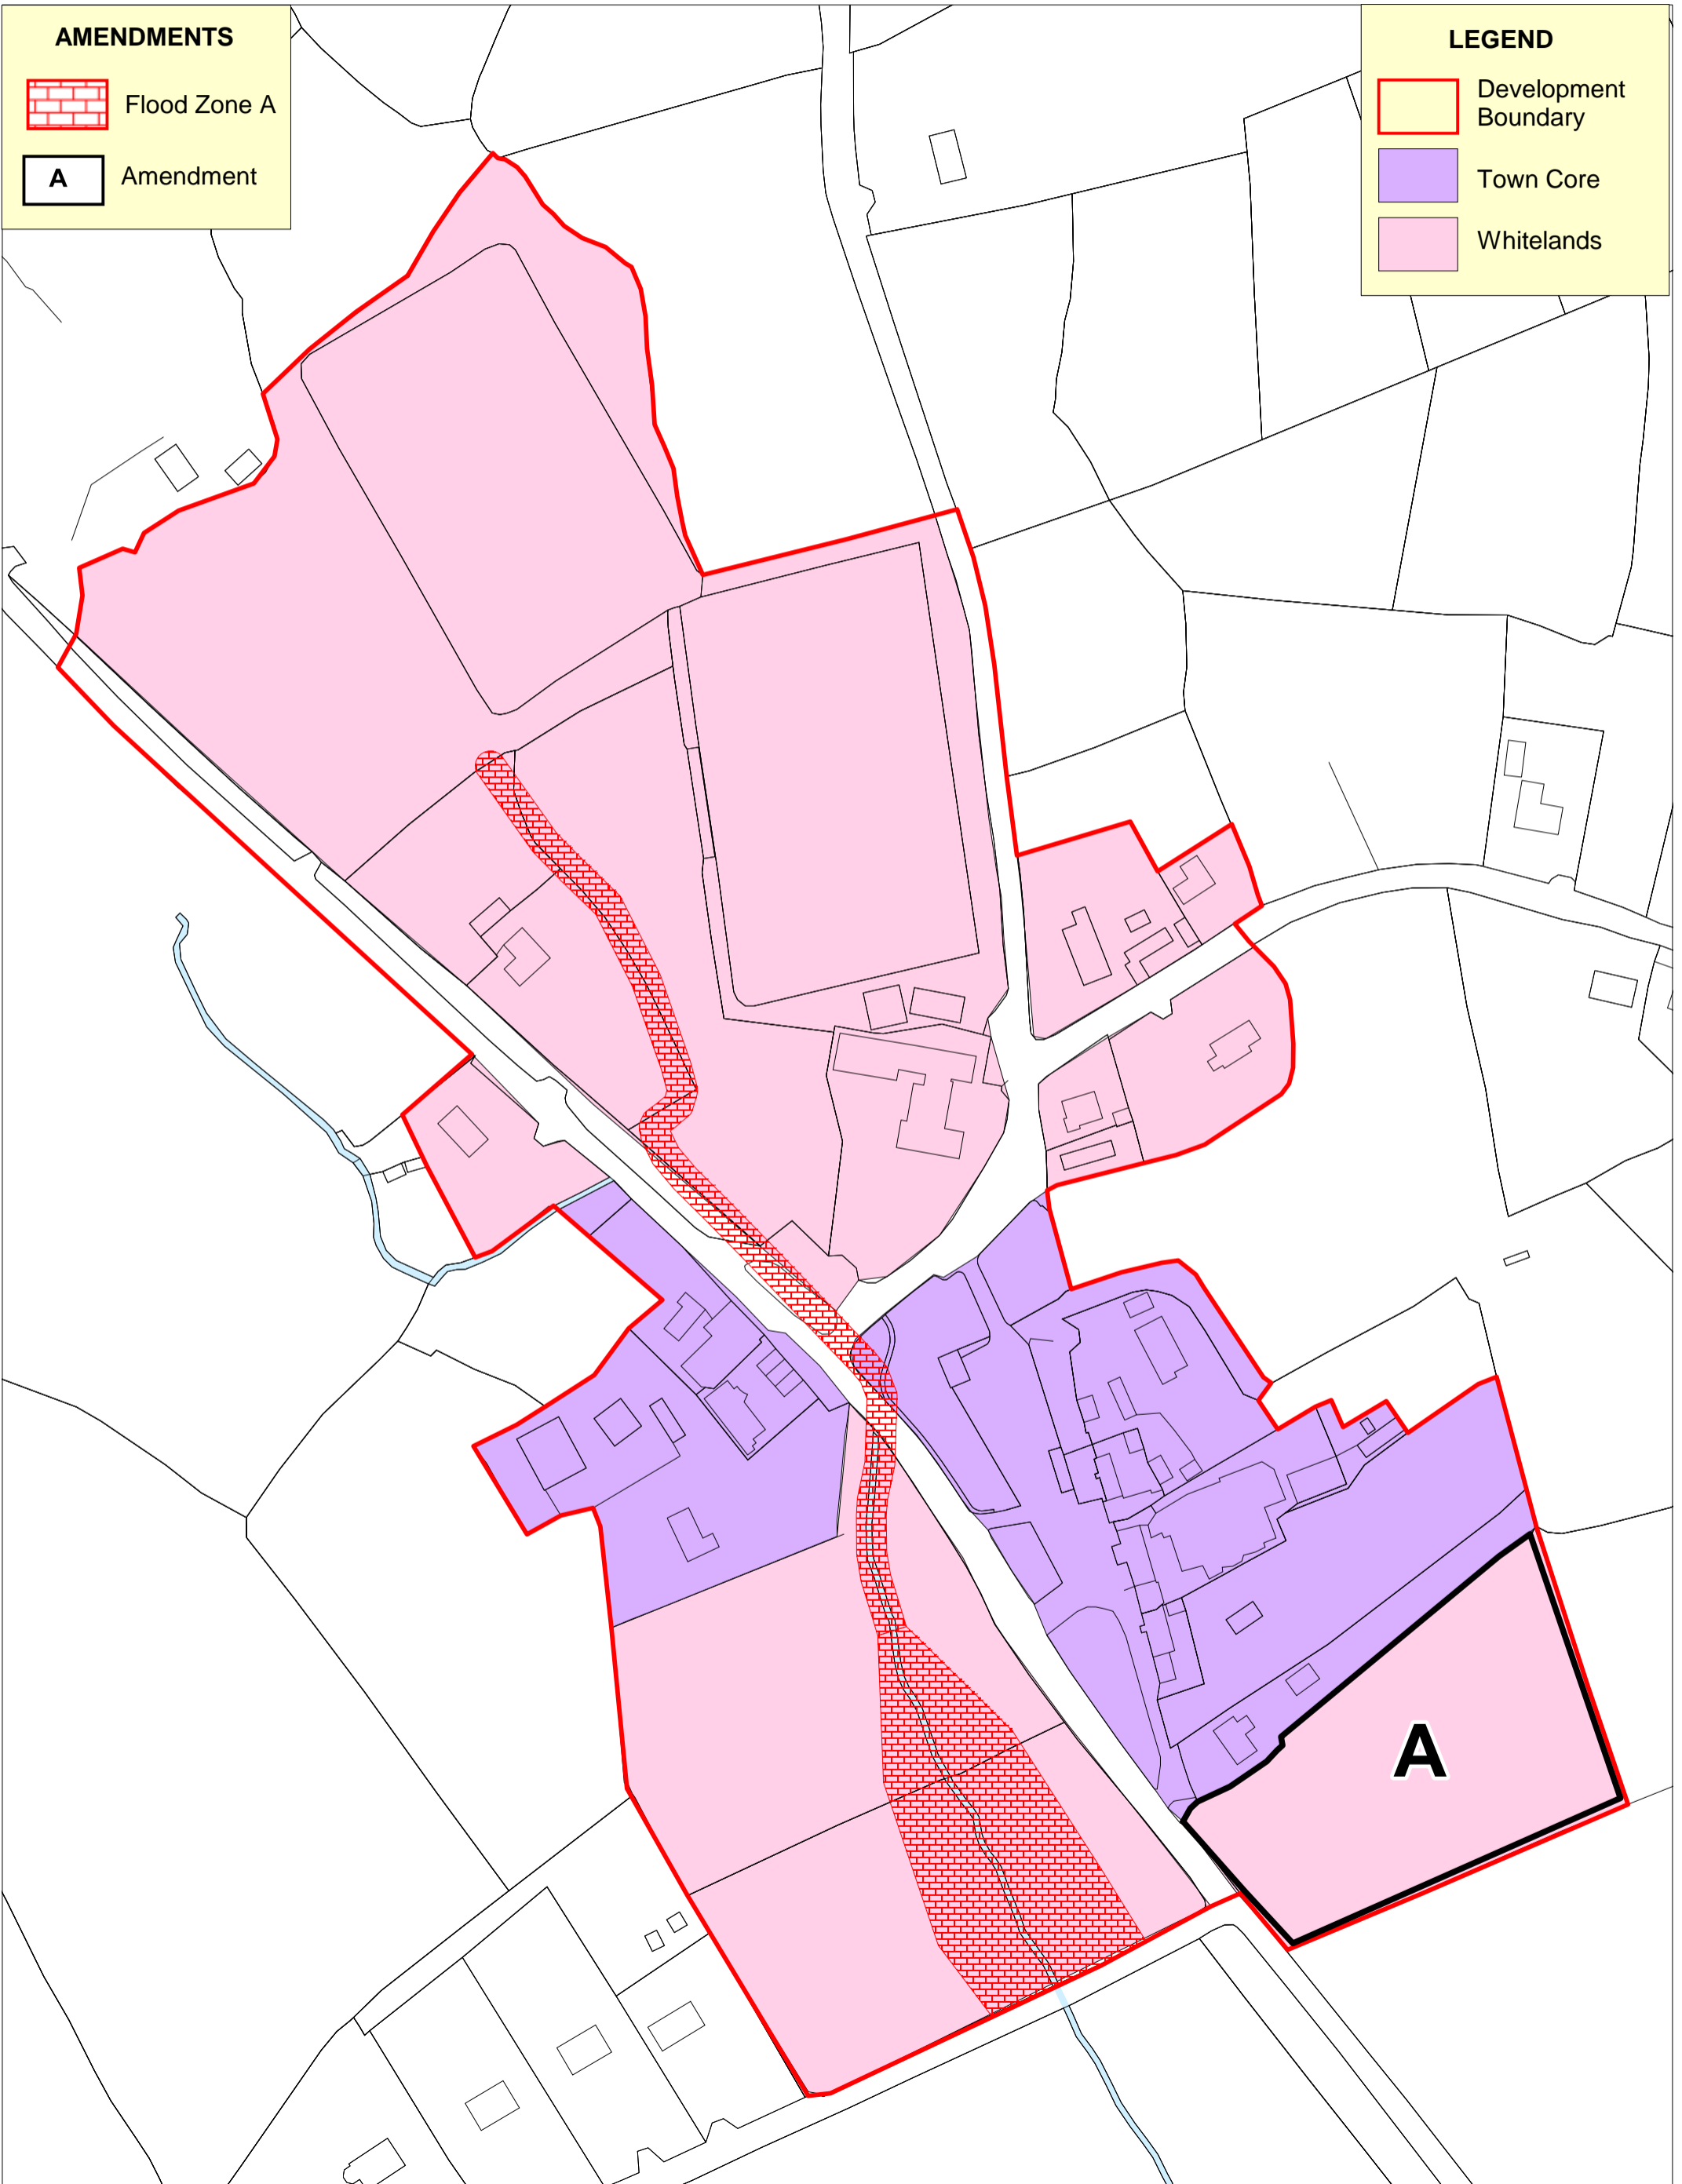 AMENDMENTS
Flood Zone A
A
Amendment
LEGEND
Development
Boundary
Town Core
Whitelands
A